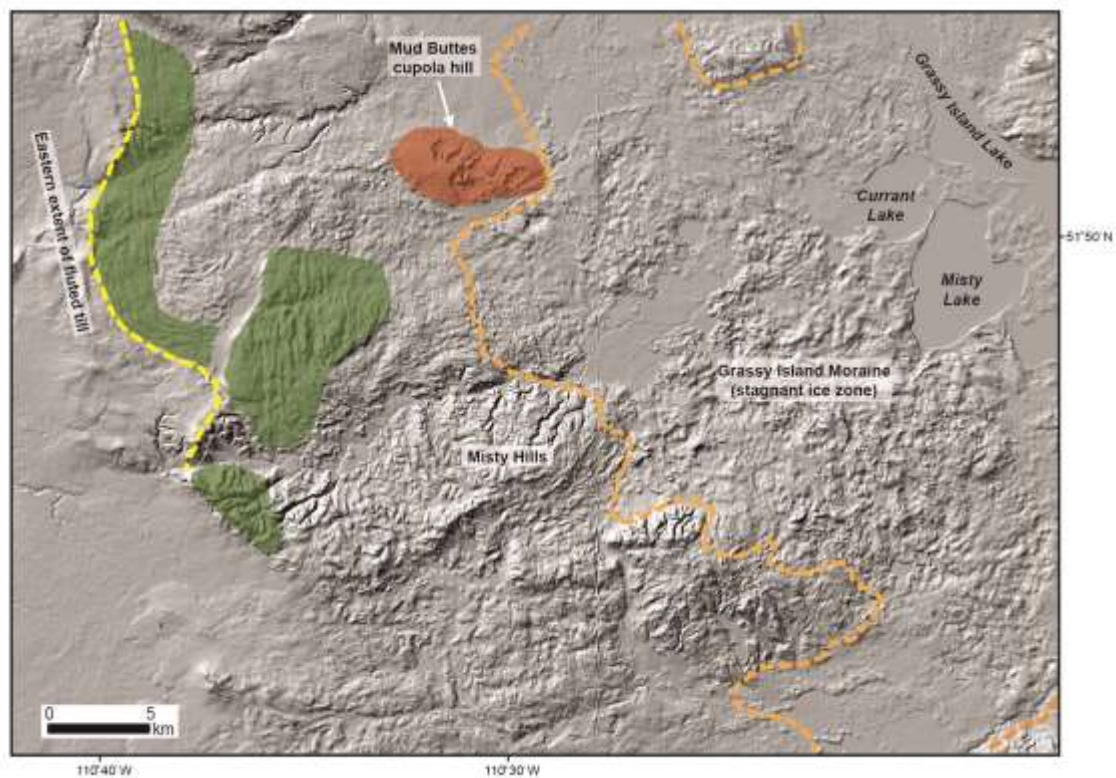 Mud Buttes
cupola hill
Grassy Island Lake
Eastern extent of fluted till
Currant
Lake
51°50' N
Misty
Lake
Grassy Island Moraine
(stagnant ice zone)
Misty Hills
0 5
km
110°40' W 110°30' W